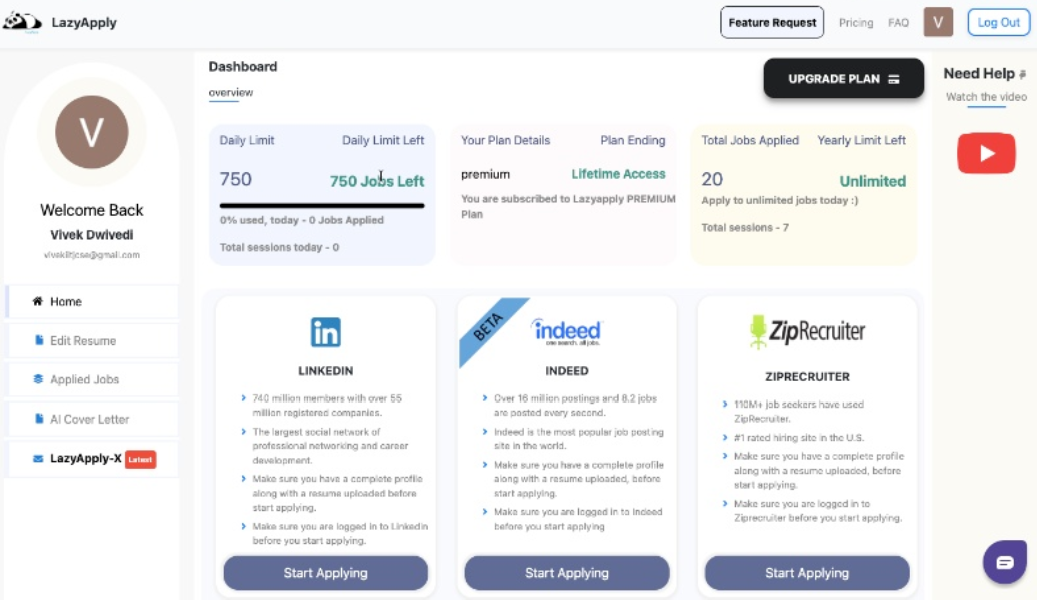 LazyApply
Feature Request
Pricing
FAQ
V
Log Out
V
Welcome Back
Vivek Dwivedi
vivekiitjcse@gmail.com
Home
Edit Resume
Applied Jobs
AI Cover Letter
LazyApply-X Latest
Dashboard
overview
UPGRADE PLAN
Daily Limit
Daily Limit Left
750
750 Jobs Left
0% used, today - 0 Jobs Applied
Total sessions today - 0
Your Plan Details
Plan Ending
premium
Lifetime Access
You are subscribed to Lazyapply PREMIUM
Plan
Total Jobs Applied
Yearly Limit Left
20
Unlimited
Apply to unlimited jobs today :)
Total sessions - 7
in
LINKEDIN
740 million members with over 55
million registered companies.
The largest social network of
professional networking and career
development.
Make sure you have a complete profile
along with a resume uploaded before
start applying.
Make sure you are logged in to Linkedin
before you start applying.
Start Applying
BETA
indeed
one search. all jobs.
INDEED
Over 16 million postings and 8.2 jobs
are posted every second.
Indeed is the most popular job posting
site in the world.
Make sure you have a complete profile
along with a resume uploaded, before
start applying.
Make sure you are logged in to Indeed
before you start applying
Start Applying
ZipRecruiter
ZIPRECRUITER
110M+ job seekers have used
ZipRecruiter.
#1 rated hiring site in the U.S.
Make sure you have a complete profile
along with a resume uploaded, before
start applying.
Make sure you are logged in to
Ziprecruiter before you start applying.
Start Applying
Need Help
Watch the video